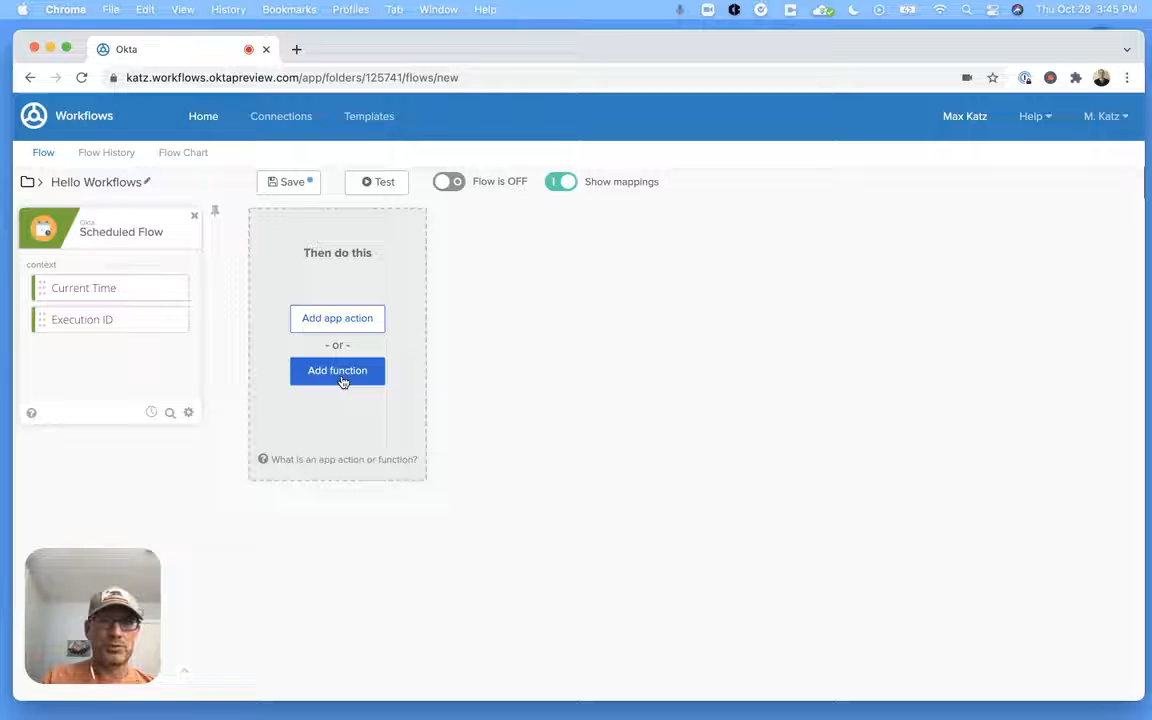 Chrome File Edit View History Bookmarks Profiles Tab Window Help Thu Oct 28 3:45 PM
Okta
katz.workflows.oktapreview.com/app/folders/125741/flows/new
Workflows Home Connections Templates Max Katz Help M. Katz
Flow Flow History Flow Chart
Hello Workflows Save Test Flow is OFF Show mappings
Okta
Scheduled Flow
context
Current Time
Execution ID
Then do this
Add app action
- or -
Add function
What is an app action or function?